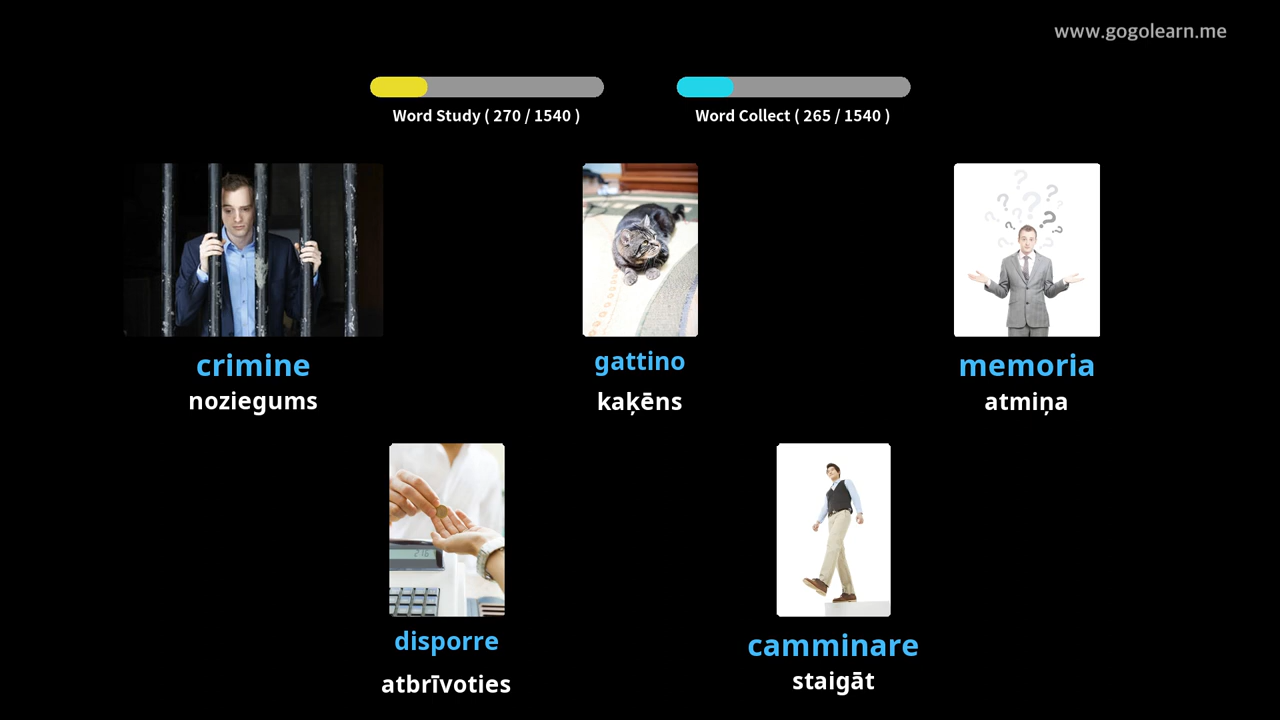 www.gogolearn.me
Word Study ( 270 / 1540 )
Word Collect ( 265 / 1540 )
crimine
noziegums
gattino
kaķēns
memoria
atmiņa
disporre
atbrīvoties
camminare
staigāt